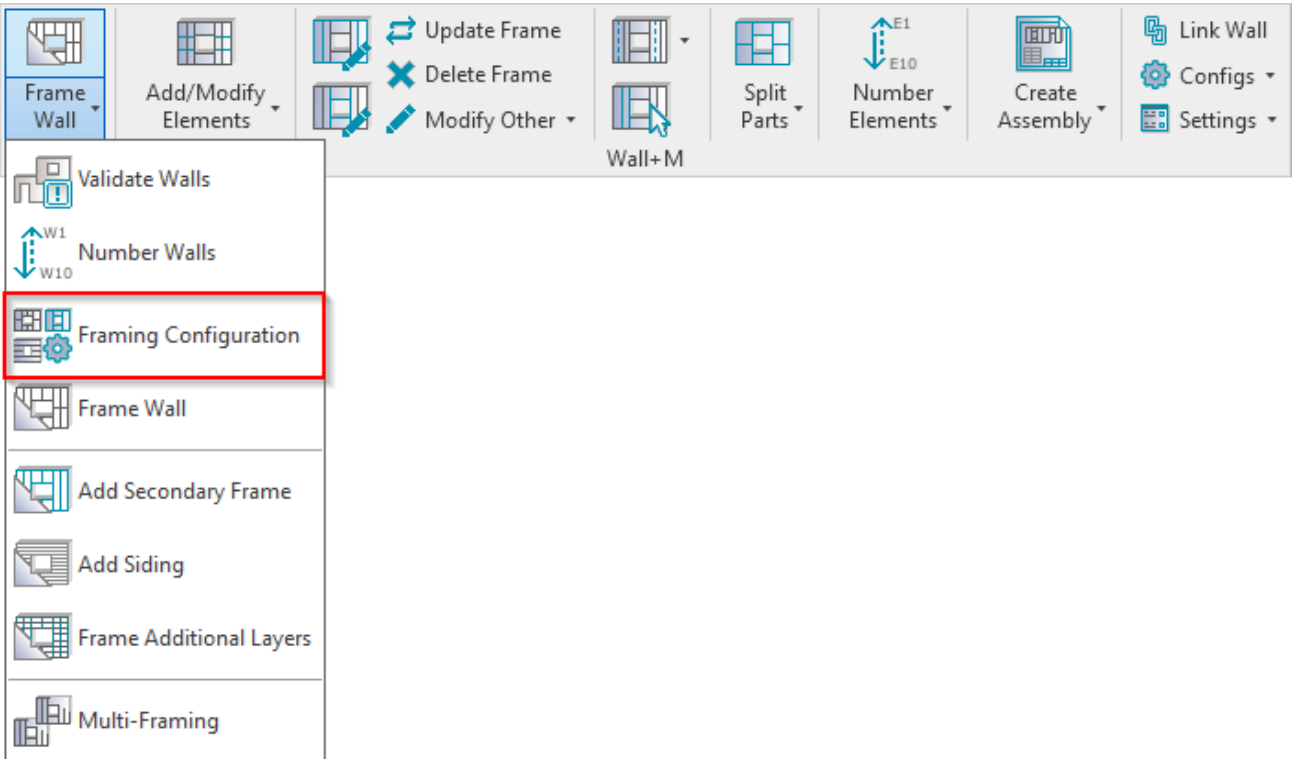 Frame
Wall
Add/Modify
Elements
Update Frame
Delete Frame
Modify Other
Split
Parts
E1
E10
Number
Elements
Create
Assembly
Link Wall
Configs
Settings
Wall+M
Validate Walls
W1
W10
Number Walls
Framing Configuration
Frame Wall
Add Secondary Frame
Add Siding
Frame Additional Layers
Multi-Framing